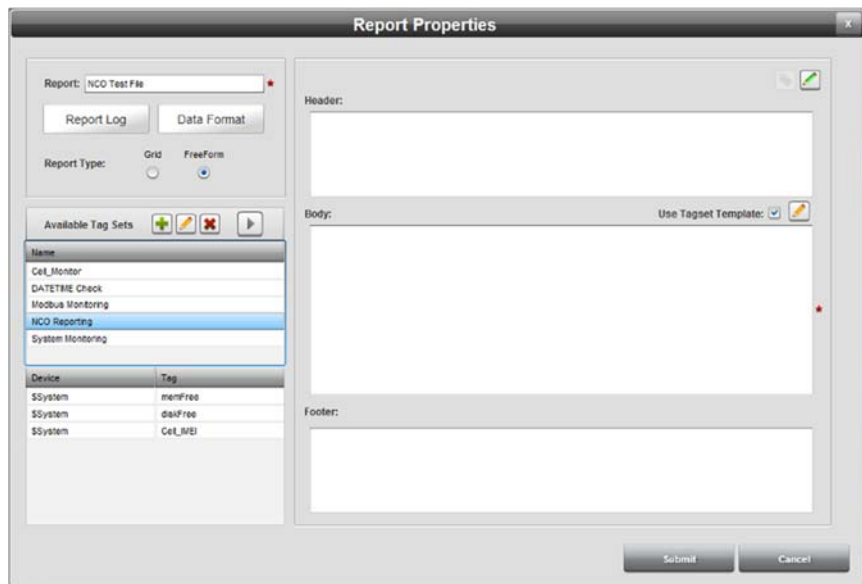 Report Properties
x
Report: NCO Test File *
Report Log Data Format
Grid FreeForm
Report Type:
Available Tag Sets
Name
Cell_Monitor
DATETIME Check
Modbus Monitoring
NCO Reporting
System Monitoring
Device Tag
$System memFree
$System diskFree
$System Cell_IMEI
Header:
Body: Use Tagset Template:
*
Footer:
Submit Cancel